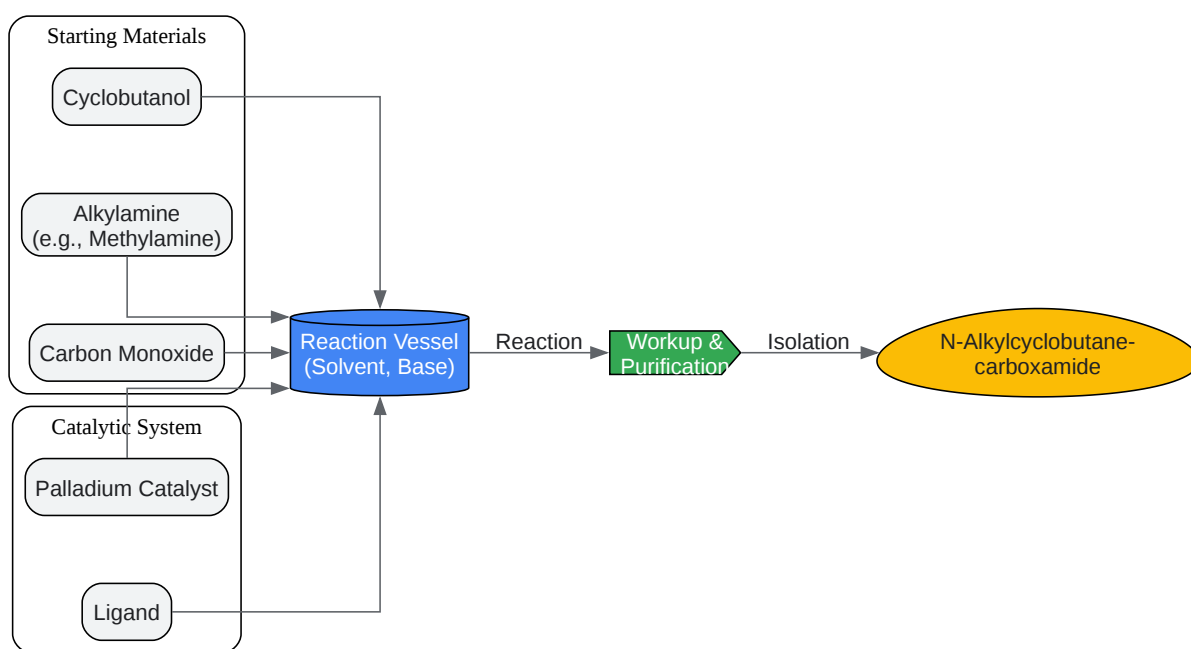 Starting Materials
Cyclobutanol
Alkylamine
(e.g., Methylamine)
Carbon Monoxide
Catalytic System
Palladium Catalyst
Ligand
Reaction Vessel
(Solvent, Base)
Reaction
Workup &
Purification
Isolation
N-Alkylcyclobutane-
carboxamide